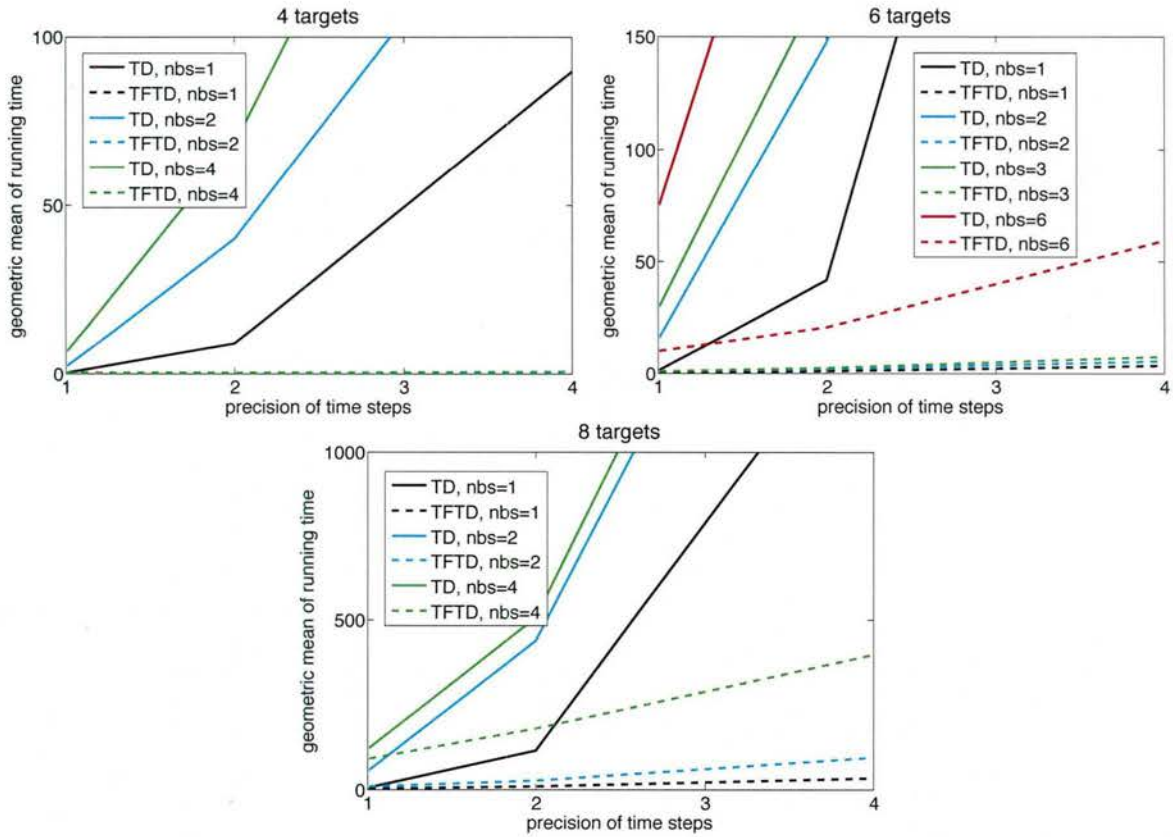 4 targets
100
50
0
1
2
3
4
geometric mean of running time
precision of time steps
TD, nbs=1
TFTD, nbs=1
TD, nbs=2
TFTD, nbs=2
TD, nbs=4
TFTD, nbs=4
6 targets
150
100
50
0
1
2
3
4
geometric mean of running time
precision of time steps
TD, nbs=1
TFTD, nbs=1
TD, nbs=2
TFTD, nbs=2
TD, nbs=3
TFTD, nbs=3
TD, nbs=6
TFTD, nbs=6
8 targets
1000
500
0
1
2
3
4
geometric mean of running time
precision of time steps
TD, nbs=1
TFTD, nbs=1
TD, nbs=2
TFTD, nbs=2
TD, nbs=4
TFTD, nbs=4